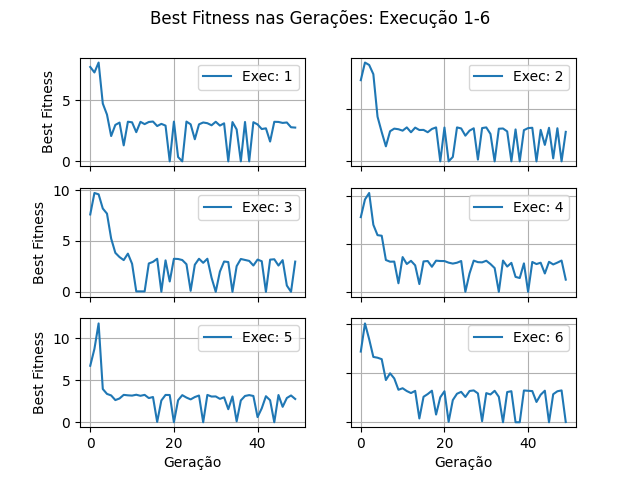 Best Fitness nas Gerações: Execução 1-6
Best Fitness
5
0
Exec: 1
Exec: 2
Best Fitness
10
5
0
Exec: 3
Exec: 4
Best Fitness
10
5
0
Exec: 5
Exec: 6
0 20 40
0 20 40
Geração
Geração